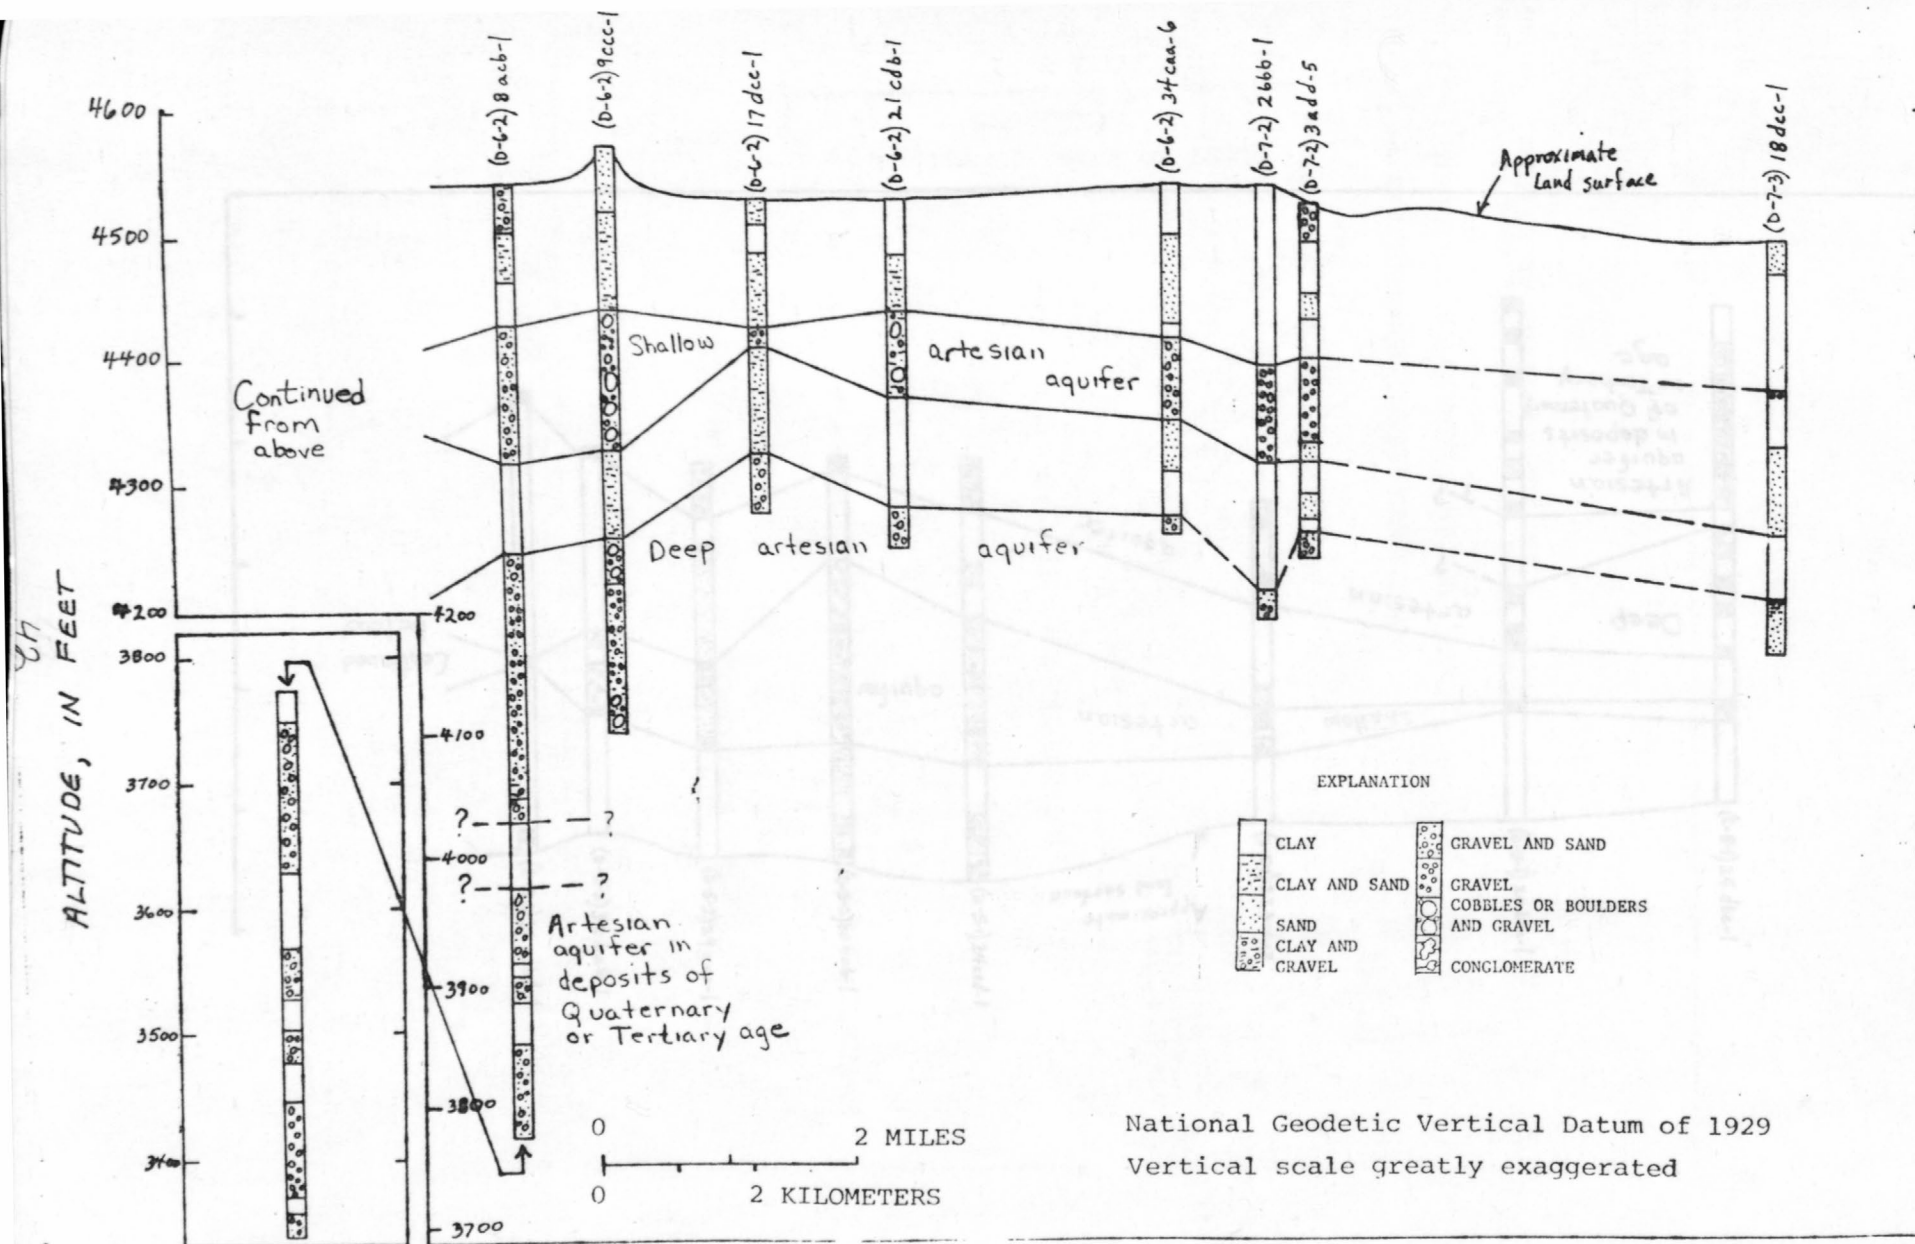 (D-6-2) 8acb-1
(D-6-2) 9ccc-1
(D-6-2) 17dcc-1
(D-6-2) 21cdb-1
(D-6-2) 34caa-6
(D-7-2) 2bbb-1
(D-7-2) 3add-5
(D-7-3) 18dcc-1
4600
4500
4400
4300
4200
3800
3700
3600
3500
3400
ALTITUDE, IN FEET
42
Approximate
Land surface
Continued
from
above
Shallow artesian
aquifer
Deep artesian aquifer
4200
4100
4000
3900
3800
3700
? ?
? ?
Artesian
aquifer in
deposits of
Quaternary
or Tertiary age
EXPLANATION
CLAY
CLAY AND SAND
SAND
CLAY AND
GRAVEL
GRAVEL AND SAND
GRAVEL
COBBLES OR BOULDERS
AND GRAVEL
CONGLOMERATE
0 2 MILES
0 2 KILOMETERS
National Geodetic Vertical Datum of 1929
Vertical scale greatly exaggerated